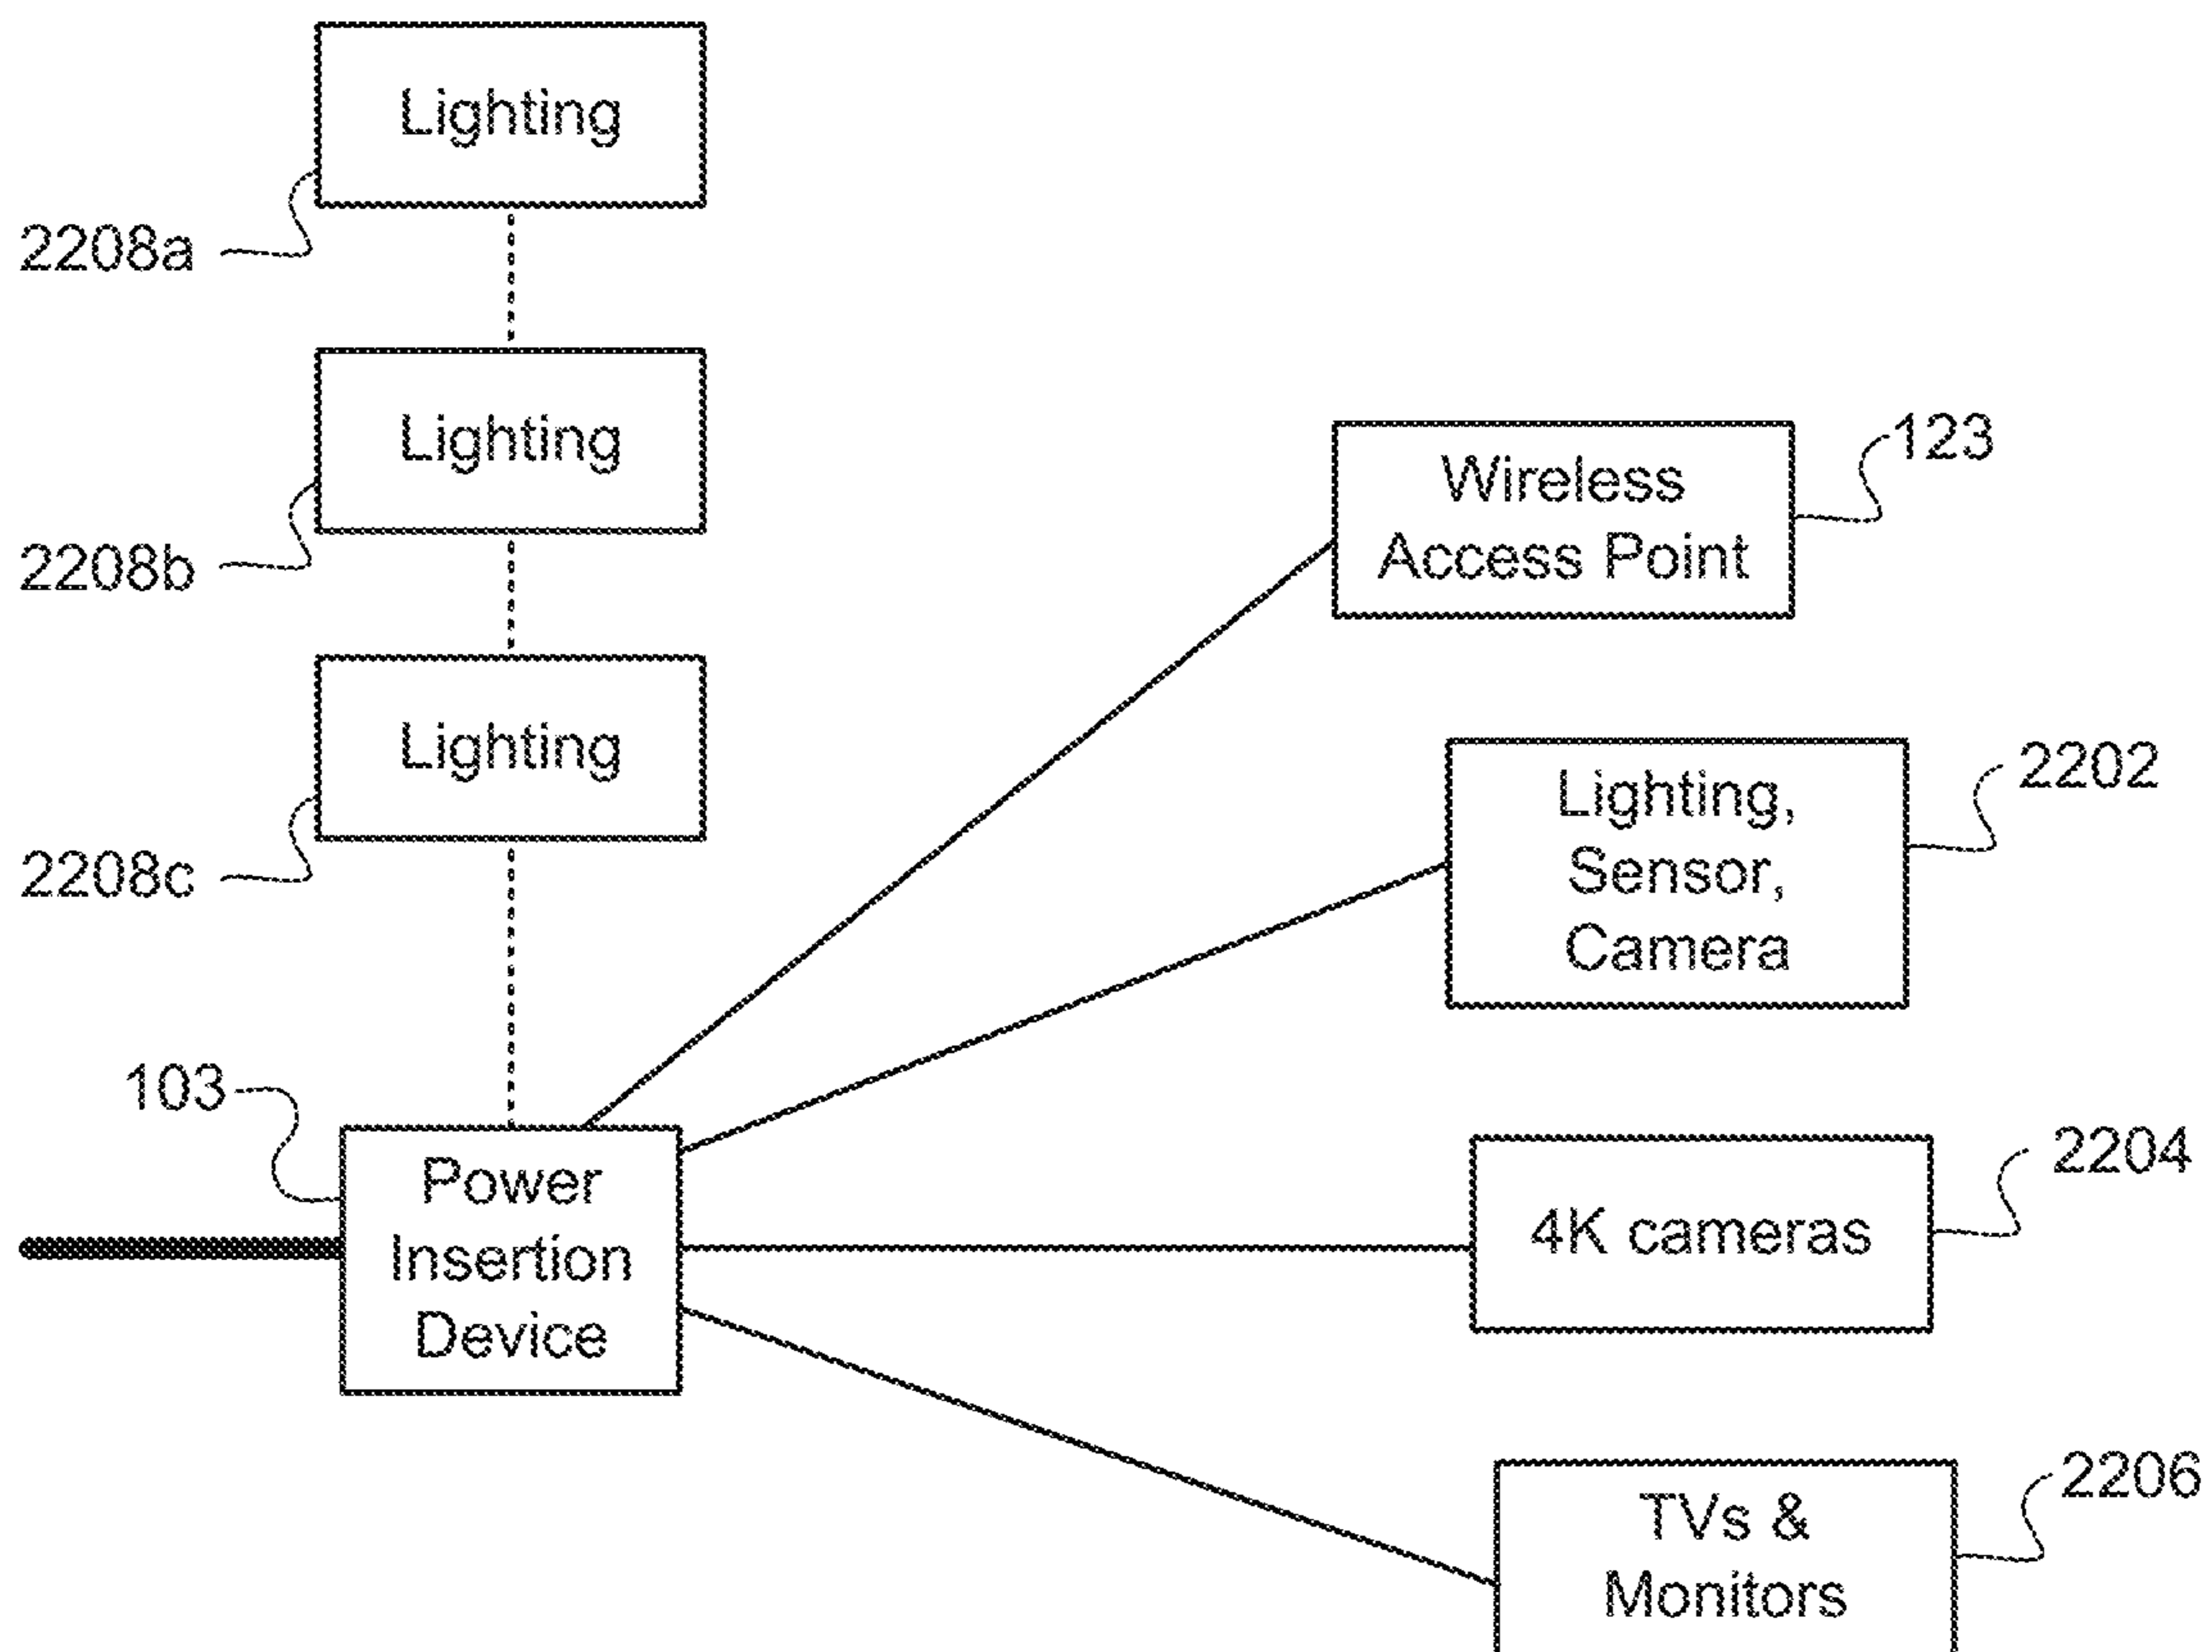 Lighting
2208a
Lighting
2208b
Lighting
2208c
Wireless
Access Point
123
Lighting,
Sensor,
Camera
2202
103
Power
Insertion
Device
4K cameras
2204
TVs &
Monitors
2206